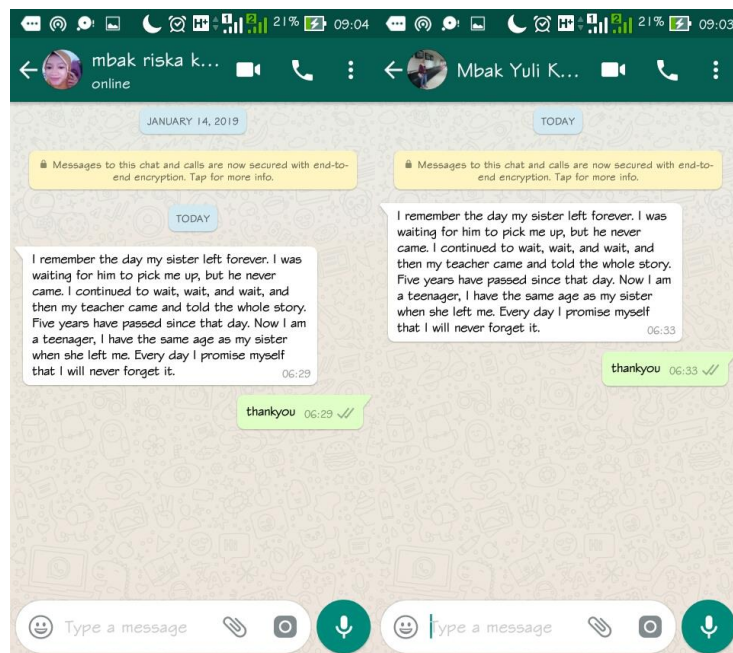 21% 09:04
mbak riska k...
online
JANUARY 14, 2019
Messages to this chat and calls are now secured with end-to-
end encryption. Tap for more info.
TODAY
I remember the day my sister left forever. I was
waiting for him to pick me up, but he never
came. I continued to wait, wait, and wait, and
then my teacher came and told the whole story.
Five years have passed since that day. Now I am
a teenager, I have the same age as my sister
when she left me. Every day I promise myself
that I will never forget it.
06:29
thankyou 06:29
Type a message
21% 09:03
Mbak Yuli K...
TODAY
Messages to this chat and calls are now secured with end-to-
end encryption. Tap for more info.
I remember the day my sister left forever. I was
waiting for him to pick me up, but he never
came. I continued to wait, wait, and wait, and
then my teacher came and told the whole story.
Five years have passed since that day. Now I am
a teenager, I have the same age as my sister
when she left me. Every day I promise myself
that I will never forget it.
06:33
thankyou 06:33
Type a message